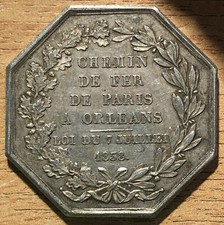 CHEMIN
DE FER
DE PARIS
A ORLEANS
LOI DU 7 JUILLET
1838.